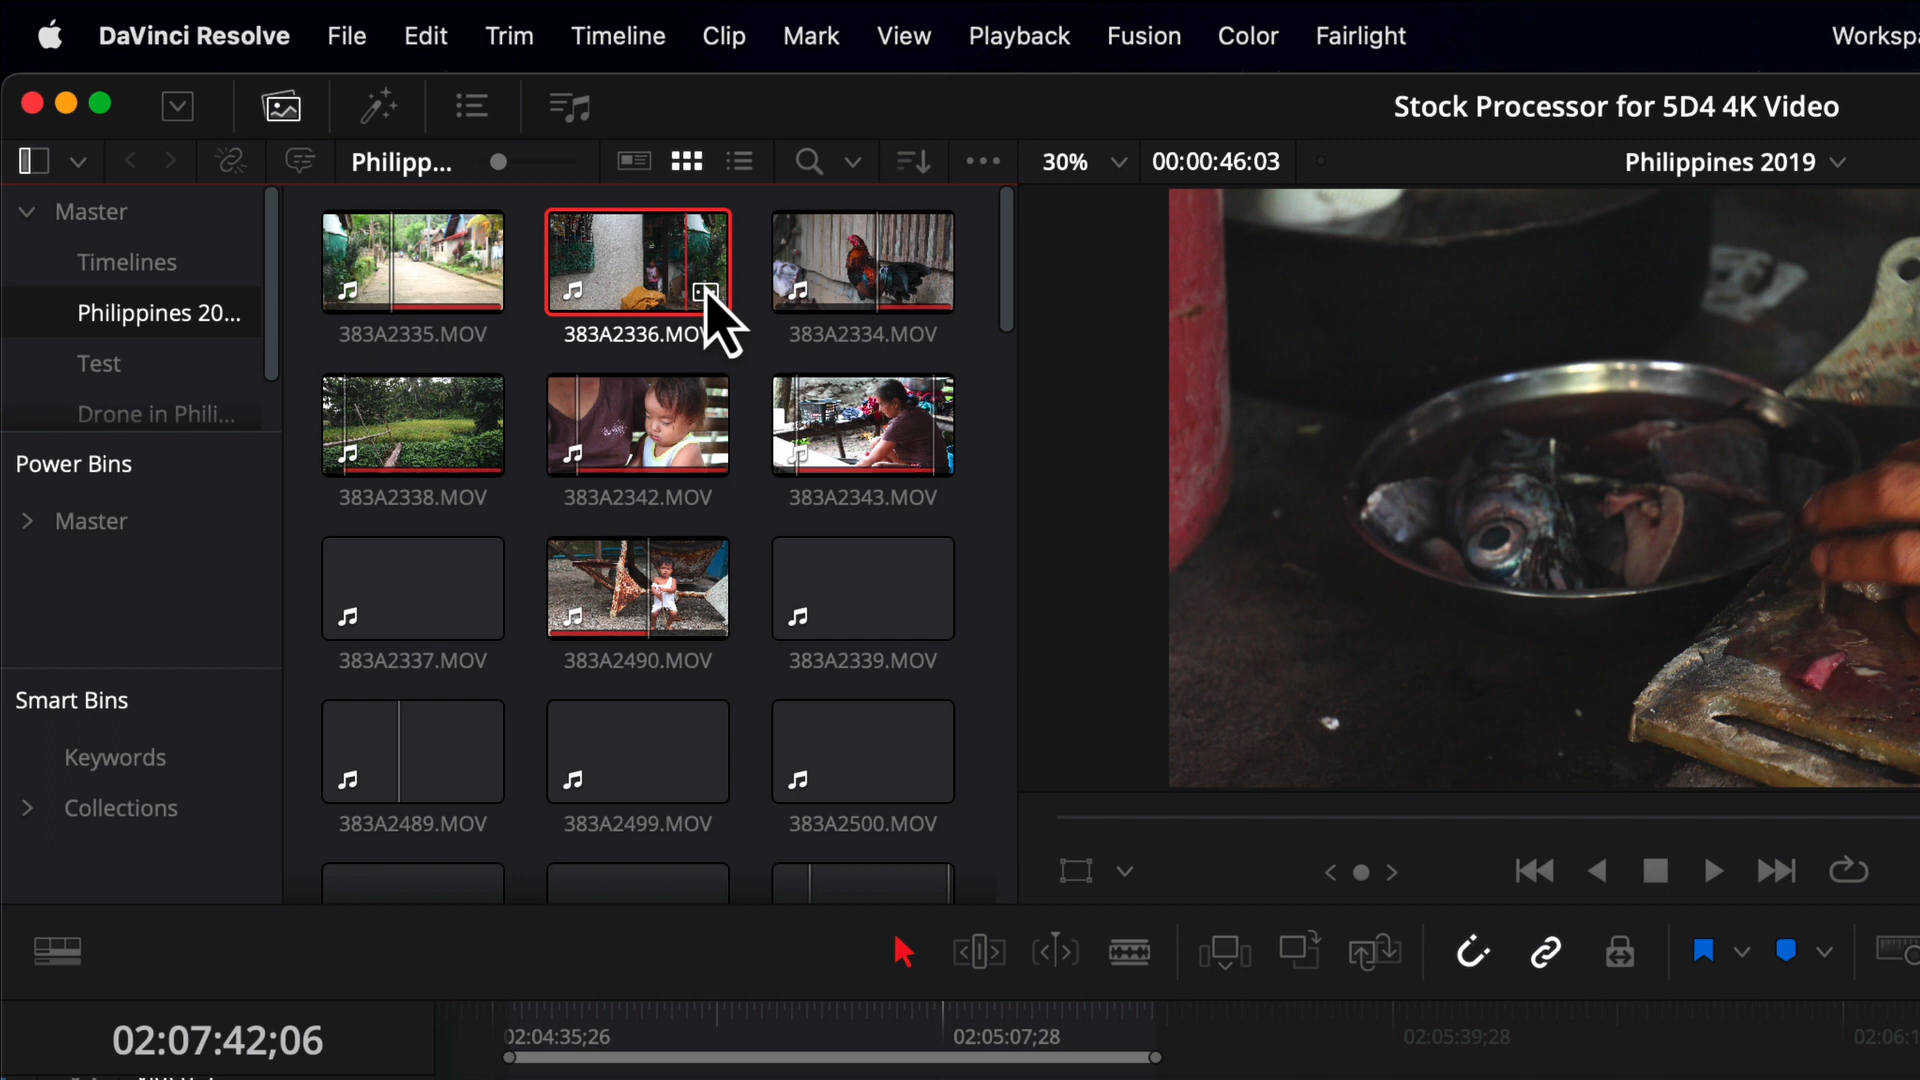 DaVinci Resolve File Edit Trim Timeline Clip Mark View Playback Fusion Color Fairlight
Stock Processor for 5D4 4K Video
Philipp... 30% 00:00:46:03 Philippines 2019
Master
Timelines
Philippines 20...
Test
Drone in Phili...
Power Bins
Master
Smart Bins
Keywords
Collections
383A2335.MOV 383A2336.MOV 383A2334.MOV
383A2338.MOV 383A2342.MOV 383A2343.MOV
383A2337.MOV 383A2490.MOV 383A2339.MOV
383A2489.MOV 383A2499.MOV 383A2500.MOV
02:07:42;06
02:04:35;26 02:05:07;28 02:05:39;28